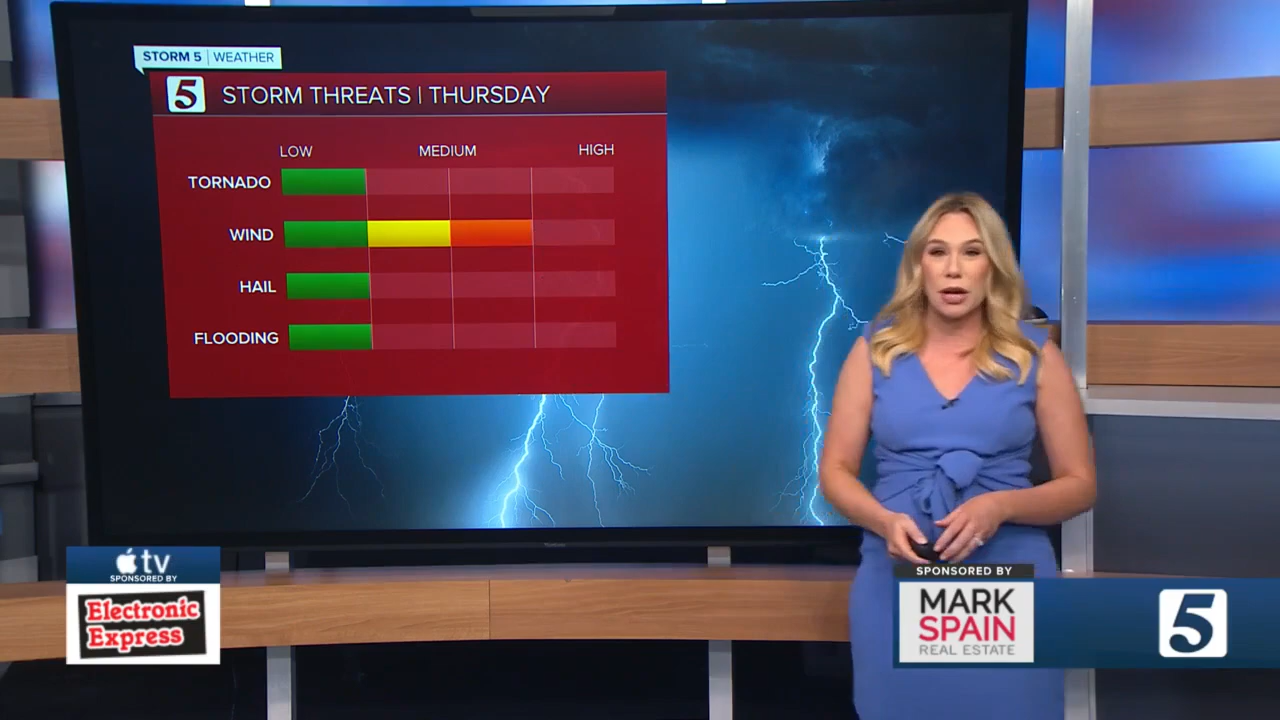 STORM 5 | WEATHER
5 STORM THREATS | THURSDAY
LOW MEDIUM HIGH
TORNADO
WIND
HAIL
FLOODING
tv
SPONSORED BY
Electronic
Express
SPONSORED BY
MARK
SPAIN
REAL ESTATE
5